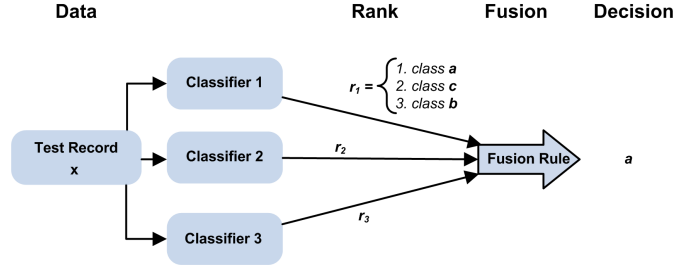 Data Rank Fusion Decision
Classifier 1
r1 =
1. class a
2. class c
3. class b
Test Record
x
Classifier 2
r2
Fusion Rule
a
Classifier 3
r3